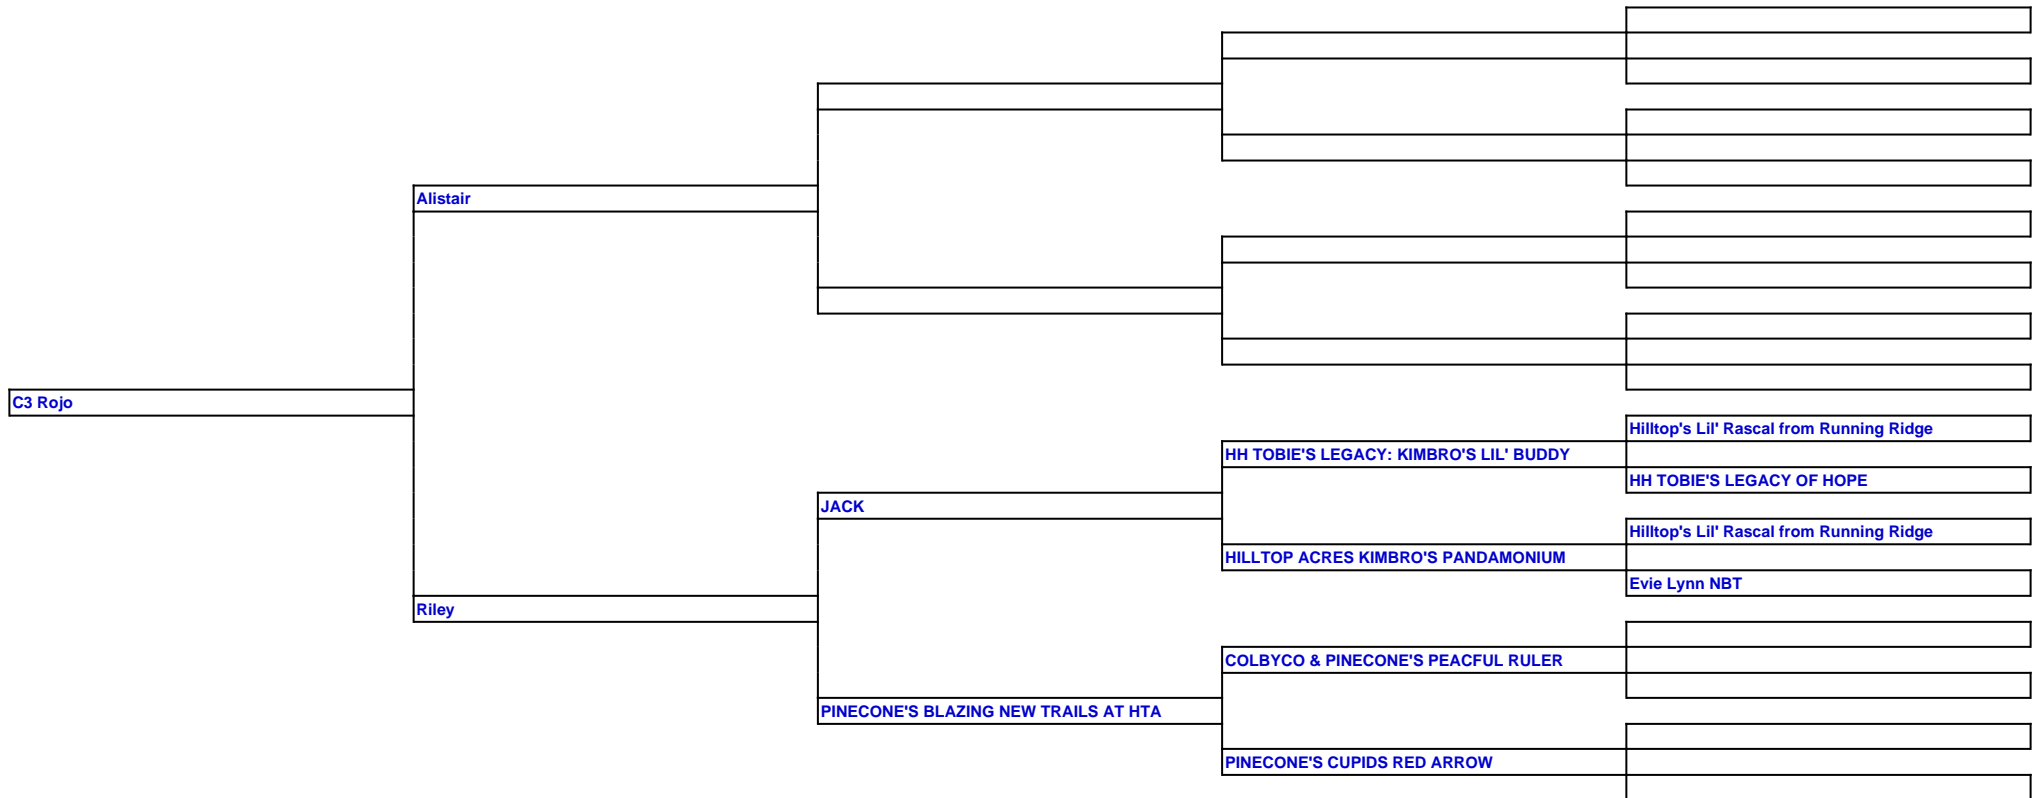 Alistair
C3 Rojo
Hilltop's Lil' Rascal from Running Ridge
HH TOBIE'S LEGACY: KIMBRO'S LIL' BUDDY
HH TOBIE'S LEGACY OF HOPE
JACK
Hilltop's Lil' Rascal from Running Ridge
HILLTOP ACRES KIMBRO'S PANDAMONIUM
Evie Lynn NBT
Riley
COLBYCO & PINECONE'S PEACFUL RULER
PINECONE'S BLAZING NEW TRAILS AT HTA
PINECONE'S CUPIDS RED ARROW